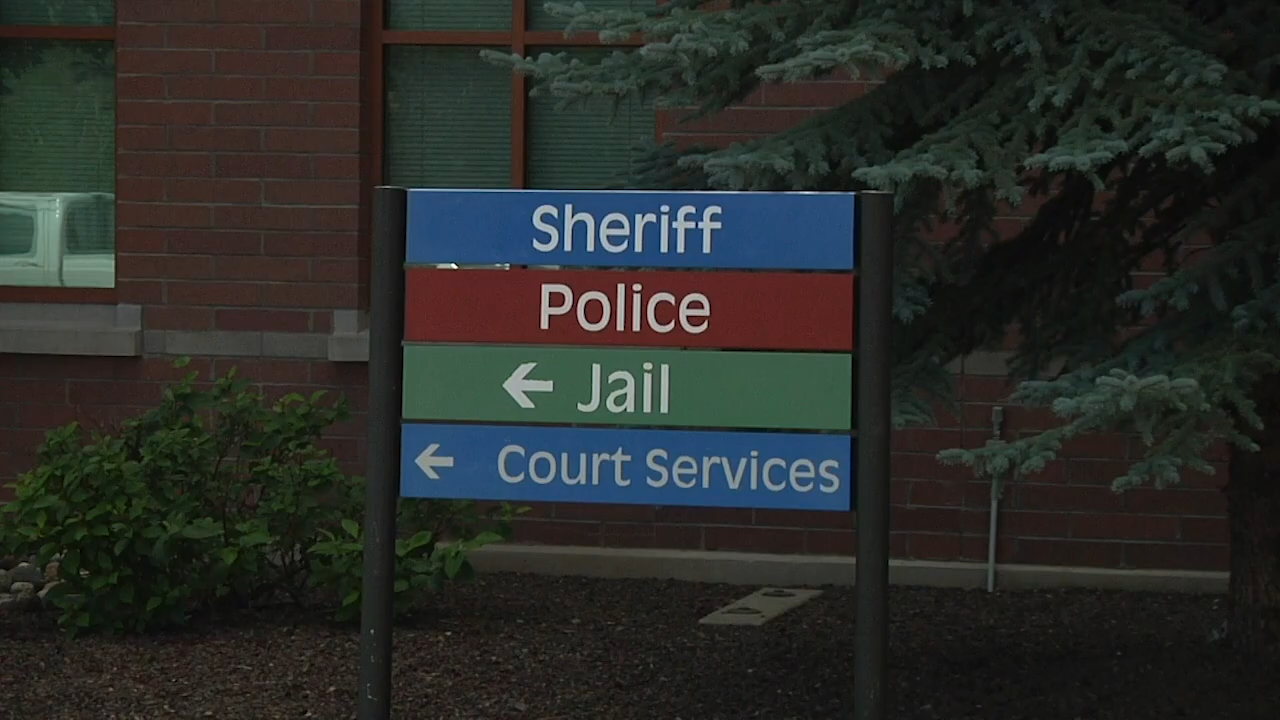 Sheriff
Police
← Jail
← Court Services